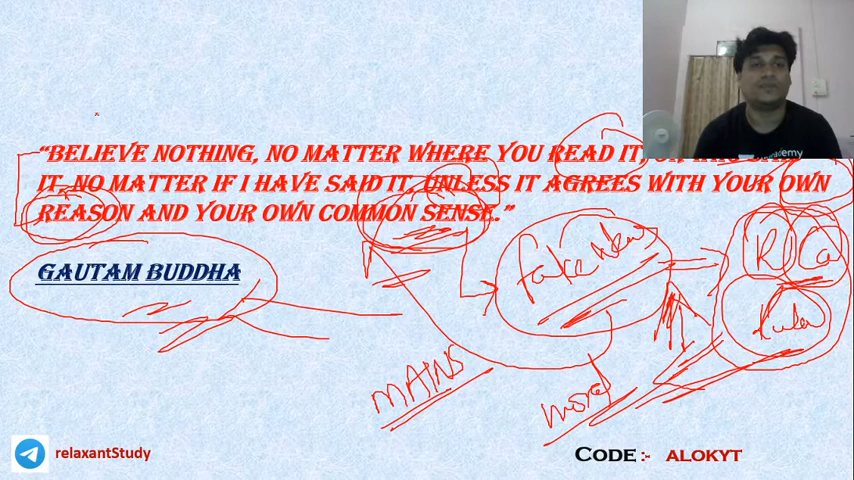 “BELIEVE NOTHING, NO MATTER WHERE YOU READ IT,
IT, NO MATTER IF I HAVE SAID IT, UNLESS IT AGREES WITH YOUR OWN
REASON AND YOUR OWN COMMON SENSE.”
GAUTAM BUDDHA
fake News
MAINS
moral
relaxantStudy
CODE :- ALOKYT